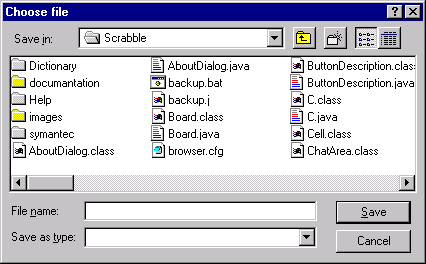 Choose file
Save in: Scrabble
Dictionary
documantation
Help
images
symantec
AboutDialog.class
AboutDialog.java
backup.bat
backup.j
Board.class
Board.java
browser.cfg
ButtonDescription.clas
ButtonDescription.java
C.class
C.java
Cell.class
ChatArea.class
File name:
Save
Save as type:
Cancel